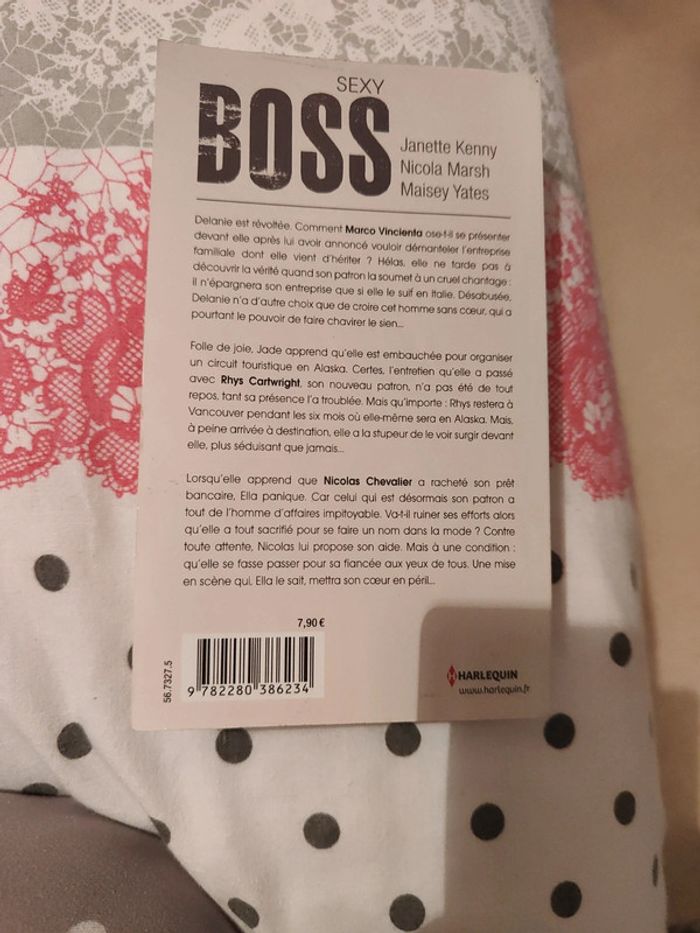 SEXY
BOSS
Janette Kenny
Nicola Marsh
Maisey Yates
Delanie est révoltée. Comment Marco Vincienta ose-t-il se présenter
devant elle après lui avoir annoncé vouloir démanteler l'entreprise
familiale dont elle vient d'hériter ? Hélas, elle ne tarde pas à
découvrir la vérité quand son patron la soumet à un cruel chantage :
il n'épargnera son entreprise que si elle le suit en Italie. Désabusée,
Delanie n'a d'autre choix que de croire cet homme sans cœur, qui a
pourtant le pouvoir de faire chavirer le sien...
Folle de joie, Jade apprend qu'elle est embauchée pour organiser
un circuit touristique en Alaska. Certes, l'entretien qu'elle a passé
avec Rhys Cartwright, son nouveau patron, n'a pas été de tout
repos, tant sa présence l'a troublée. Mais qu'importe : Rhys restera à
Vancouver pendant les six mois où elle-même sera en Alaska. Mais,
à peine arrivée à destination, elle a la stupeur de le voir surgir devant
elle, plus séduisant que jamais...
Lorsqu'elle apprend que Nicolas Chevalier a racheté son prêt
bancaire, Ella panique. Car celui qui est désormais son patron a
tout de l'homme d'affaires impitoyable. Va-t-il ruiner ses efforts alors
qu'elle a tout sacrifié pour se faire un nom dans la mode ? Contre
toute attente, Nicolas lui propose son aide. Mais à une condition :
qu'elle se fasse passer pour sa fiancée aux yeux de tous. Une mise
en scène qui, Ella le sait, mettra son cœur en péril...
7,90 €
56.7327.5
9 782280 386234
HARLEQUIN
www.harlequin.fr